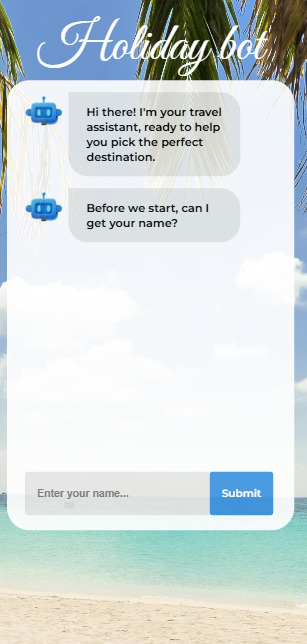 Holiday bot
Hi there! I'm your travel
assistant, ready to help
you pick the perfect
destination.
Before we start, can I
get your name?
Enter your name...
Submit